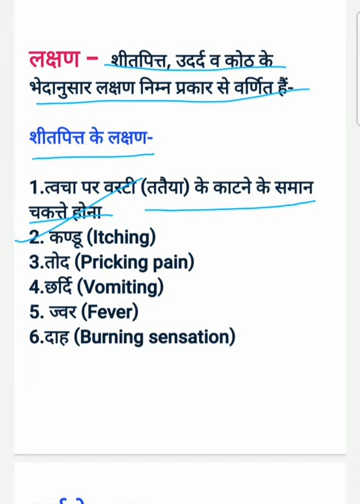 लक्षण – शीतपित्त, उदर्द व कोठ के
भेदानुसार लक्षण निम्न प्रकार से वर्णित हैं-
शीतपित्त के लक्षण-
1.त्वचा पर वरटी (ततैया) के काटने के समान
चकत्ते होना
2. कण्डू (Itching)
3.तोद (Pricking pain)
4.छर्दि (Vomiting)
5. ज्वर (Fever)
6.दाह (Burning sensation)